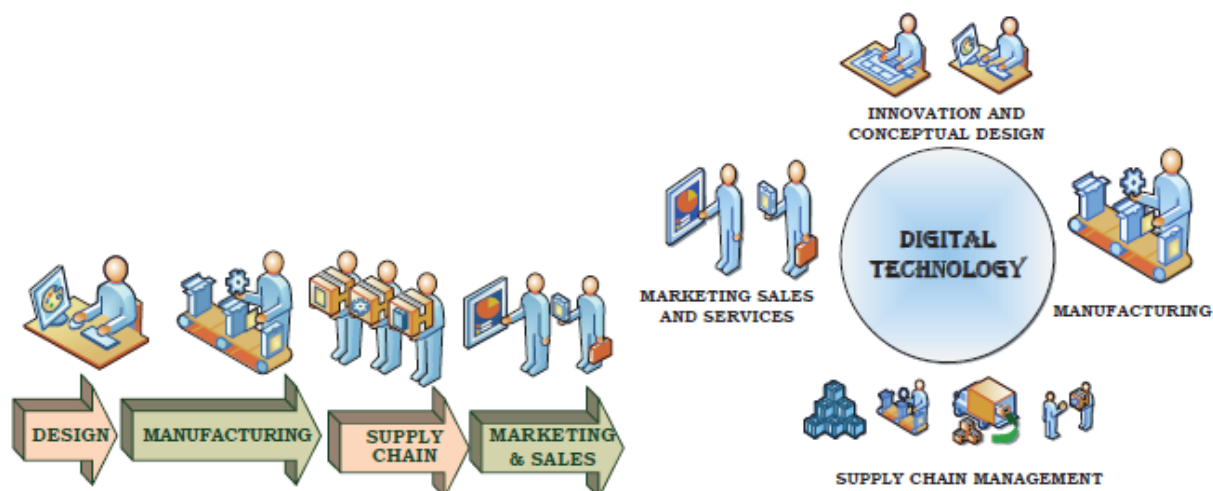 DESIGN
MANUFACTURING
SUPPLY
CHAIN
MARKETING
& SALES
INNOVATION AND
CONCEPTUAL DESIGN
DIGITAL
TECHNOLOGY
MARKETING SALES
AND SERVICES
MANUFACTURING
SUPPLY CHAIN MANAGEMENT